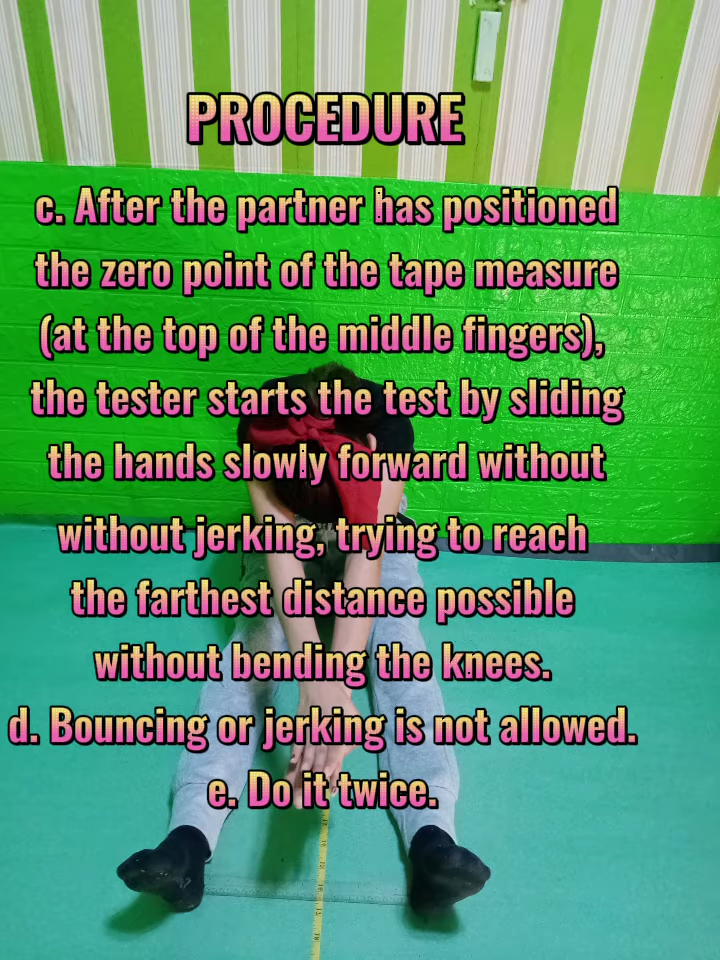 PROCEDURE
c. After the partner has positioned
the zero point of the tape measure
(at the top of the middle fingers),
the tester starts the test by sliding
the hands slowly forward without
without jerking, trying to reach
the farthest distance possible
without bending the knees.
d. Bouncing or jerking is not allowed.
e. Do it twice.